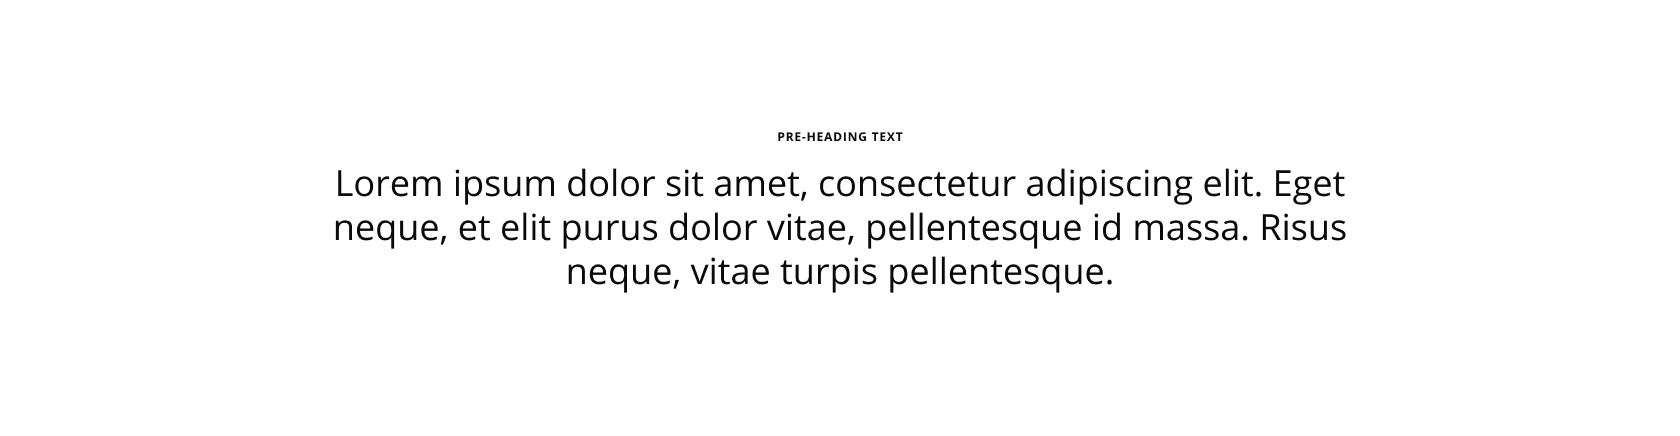 PRE-HEADING TEXT
Lorem ipsum dolor sit amet, consectetur adipiscing elit. Eget
neque, et elit purus dolor vitae, pellentesque id massa. Risus
neque, vitae turpis pellentesque.